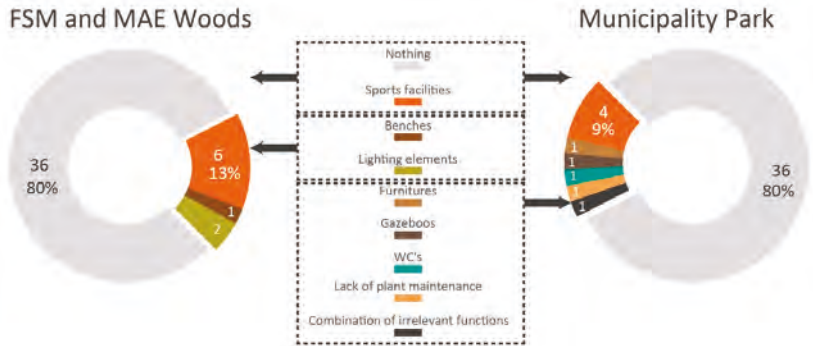 FSM and MAE Woods
Municipality Park
36
80%
6
13%
1
2
Nothing
Sports facilities
Benches
Lighting elements
Furnitures
Gazeboos
WC's
Lack of plant maintenance
Combination of irrelevant functions
4
9%
1
1
1
1
1
36
80%